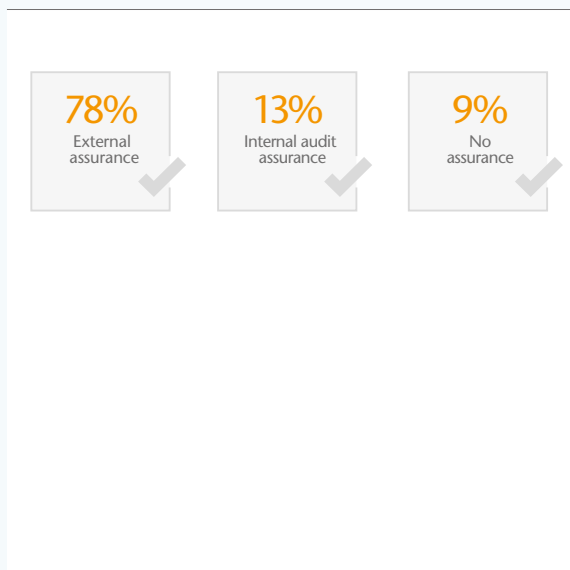 78%
External
assurance
13%
Internal audit
assurance
9%
No
assurance